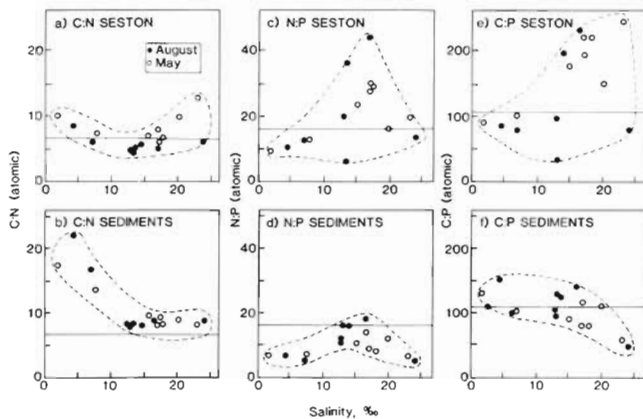 a) C:N SESTON
c) N:P SESTON
e) C:P SESTON
August
May
20
10
0
40
20
0
200
100
0
C:N (atomic)
N:P (atomic)
C:P (atomic)
b) C:N SEDIMENTS
d) N:P SEDIMENTS
f) C:P SEDIMENTS
20
10
0
40
20
0
200
100
0
0 10 20
0 10 20
0 10 20
Salinity, ‰